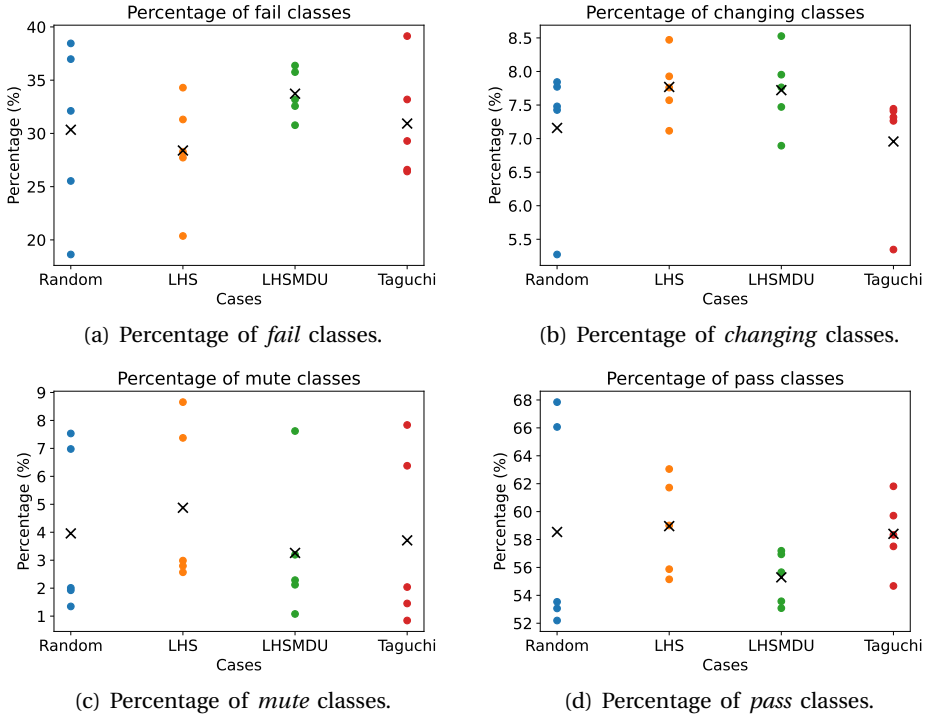 Percentage of fail classes
Percentage (%)
40
35
30
25
20
Random LHS LHSMDU Taguchi
Cases
(a) Percentage of fail classes.
Percentage of changing classes
Percentage (%)
8.5
8.0
7.5
7.0
6.5
6.0
5.5
Random LHS LHSMDU Taguchi
Cases
(b) Percentage of changing classes.
Percentage of mute classes
Percentage (%)
9
8
7
6
5
4
3
2
1
Random LHS LHSMDU Taguchi
Cases
(c) Percentage of mute classes.
Percentage of pass classes
Percentage (%)
68
66
64
62
60
58
56
54
52
Random LHS LHSMDU Taguchi
Cases
(d) Percentage of pass classes.